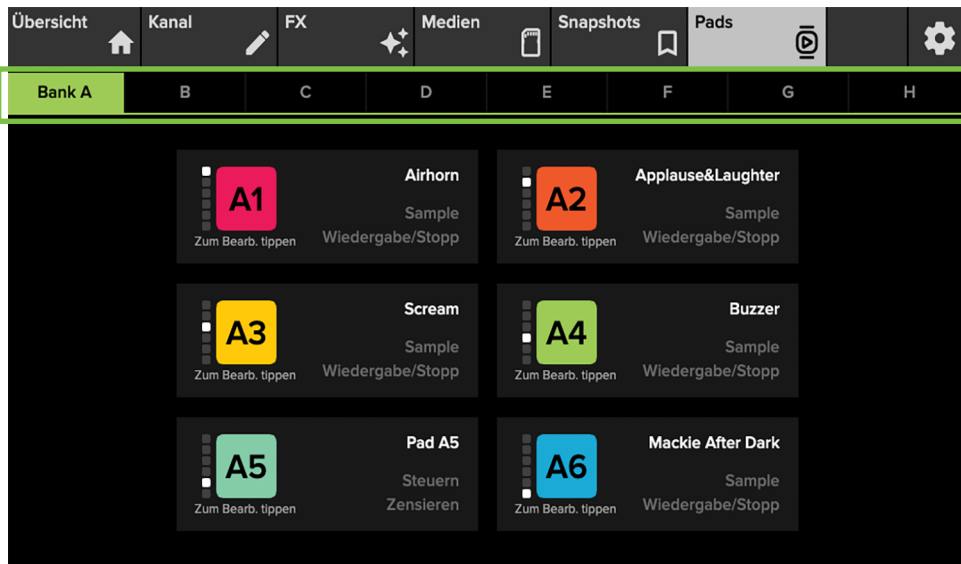 Übersicht
Kanal
FX
Medien
Snapshots
Pads
Bank A
B
C
D
E
F
G
H
A1
Zum Bearb. tippen
Airhorn
Sample
Wiedergabe/Stopp
A2
Zum Bearb. tippen
Applause&Laughter
Sample
Wiedergabe/Stopp
A3
Zum Bearb. tippen
Scream
Sample
Wiedergabe/Stopp
A4
Zum Bearb. tippen
Buzzer
Sample
Wiedergabe/Stopp
A5
Zum Bearb. tippen
Pad A5
Steuern
Zensieren
A6
Zum Bearb. tippen
Mackie After Dark
Sample
Wiedergabe/Stopp